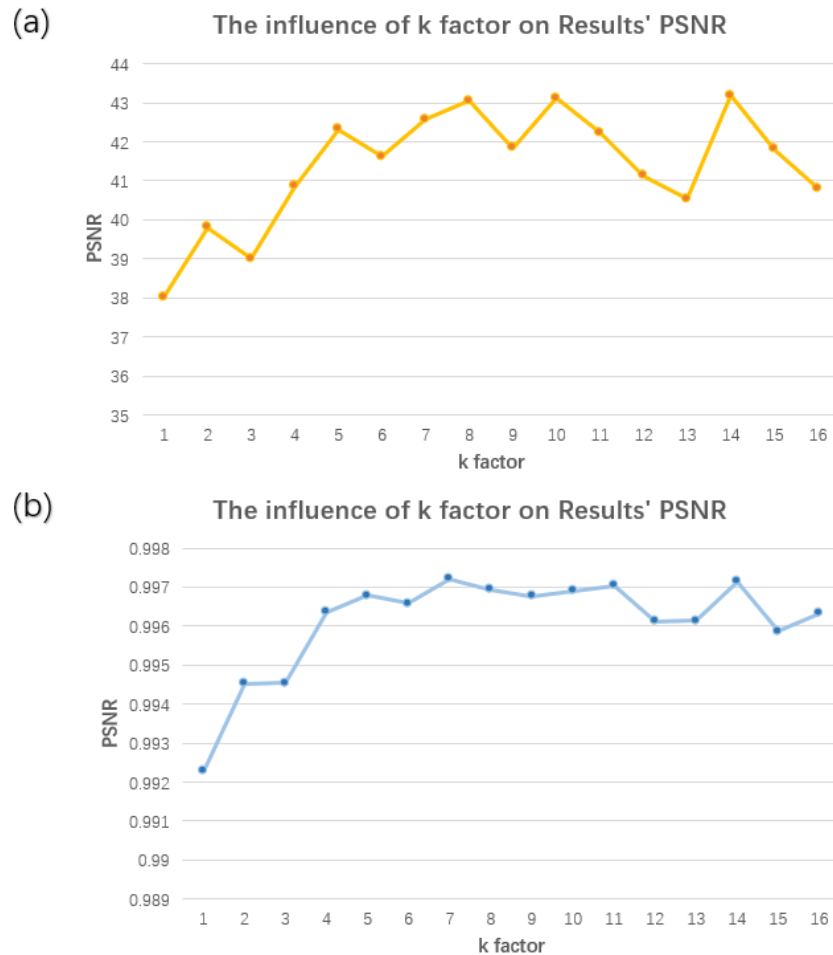 (a)
The influence of k factor on Results' PSNR
44
43
42
41
40
39
38
37
36
35
PSNR
1 2 3 4 5 6 7 8 9 10 11 12 13 14 15 16
k factor
(b)
The influence of k factor on Results' PSNR
0.998
0.997
0.996
0.995
0.994
0.993
0.992
0.991
0.99
0.989
PSNR
1 2 3 4 5 6 7 8 9 10 11 12 13 14 15 16
k factor